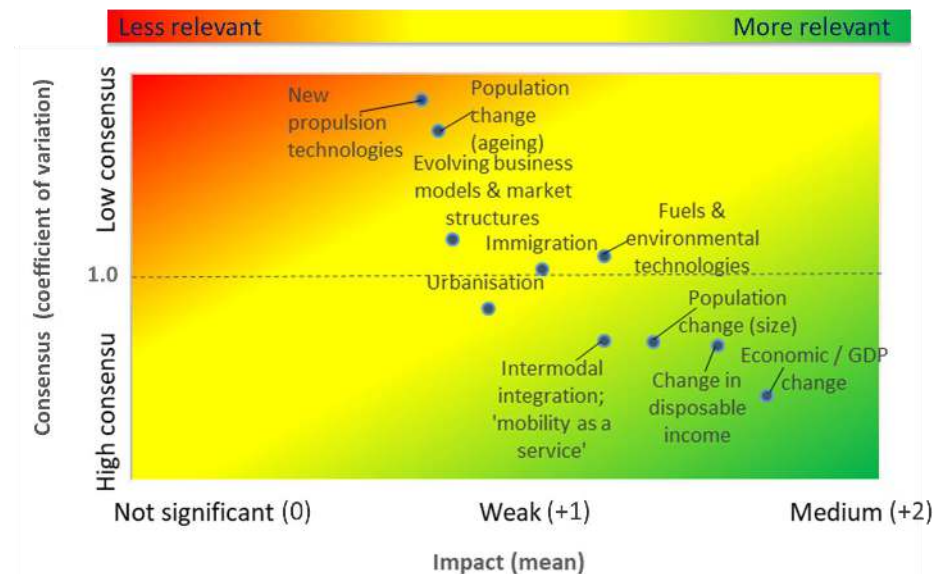 Less relevant
More relevant
Consensus (coefficient of variation)
Low consensus
1.0
High consensu
New
propulsion
technologies
Population
change
(ageing)
Evolving business
models & market
structures
Immigration
Fuels &
environmental
technologies
Urbanisation
Population
change (size)
Intermodal
integration;
'mobility as a
service'
Change in
disposable
income
Economic / GDP
change
Not significant (0)
Weak (+1)
Medium (+2)
Impact (mean)